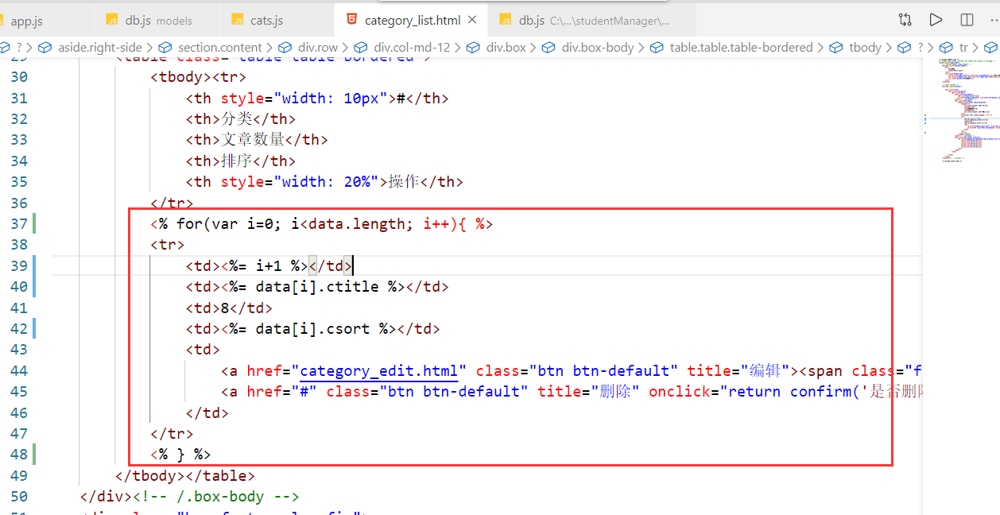 app.js
db.js models
cats.js
category_list.html
db.js C:\...\studentManager\...
? > aside.right-side > section.content > div.row > div.col-md-12 > div.box > div.box-body > table.table.table-bordered > tbody > ? > tr >
29 <table class="table table-bordered">
30 <tbody><tr>
31 <th style="width: 10px">#</th>
32 <th>分类</th>
33 <th>文章数量</th>
34 <th>排序</th>
35 <th style="width: 20%">操作</th>
36 </tr>
37 <% for(var i=0; i<data.length; i++){ %>
38 <tr>
39 <td><%= i+1 %></td>
40 <td><%= data[i].ctitle %></td>
41 <td>8</td>
42 <td><%= data[i].csort %></td>
43 <td>
44 <a href="category_edit.html" class="btn btn-default" title="编辑"><span class="f
45 <a href="#" class="btn btn-default" title="删除" onclick="return confirm('是否删除
46 </td>
47 </tr>
48 <% } %>
49 </tbody></table>
50 </div><!-- /.box-body -->
51